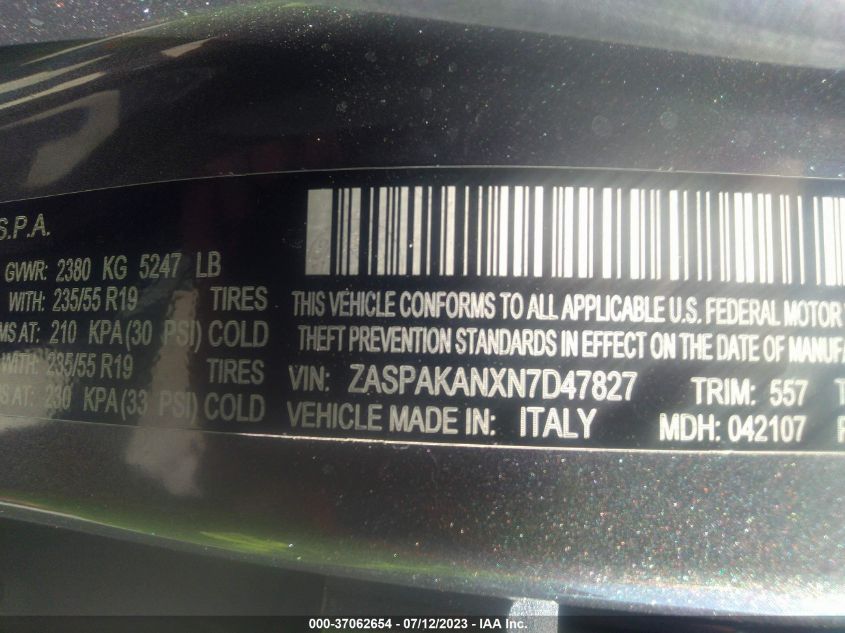 S.P.A.
GVWR: 2380 KG 5247 LB
WITH: 235/55 R19 TIRES
MS AT: 210 KPA (30 PSI) COLD
WITH: 235/55 R19 TIRES
S AT: 230 KPA (33 PSI) COLD
THIS VEHICLE CONFORMS TO ALL APPLICABLE U.S. FEDERAL MOTOR
THEFT PREVENTION STANDARDS IN EFFECT ON THE DATE OF MANUFA
VIN: ZASPAKANXN7D47827 TRIM: 557
VEHICLE MADE IN: ITALY MDH: 042107
000-37062654 - 07/12/2023 - IAA Inc.